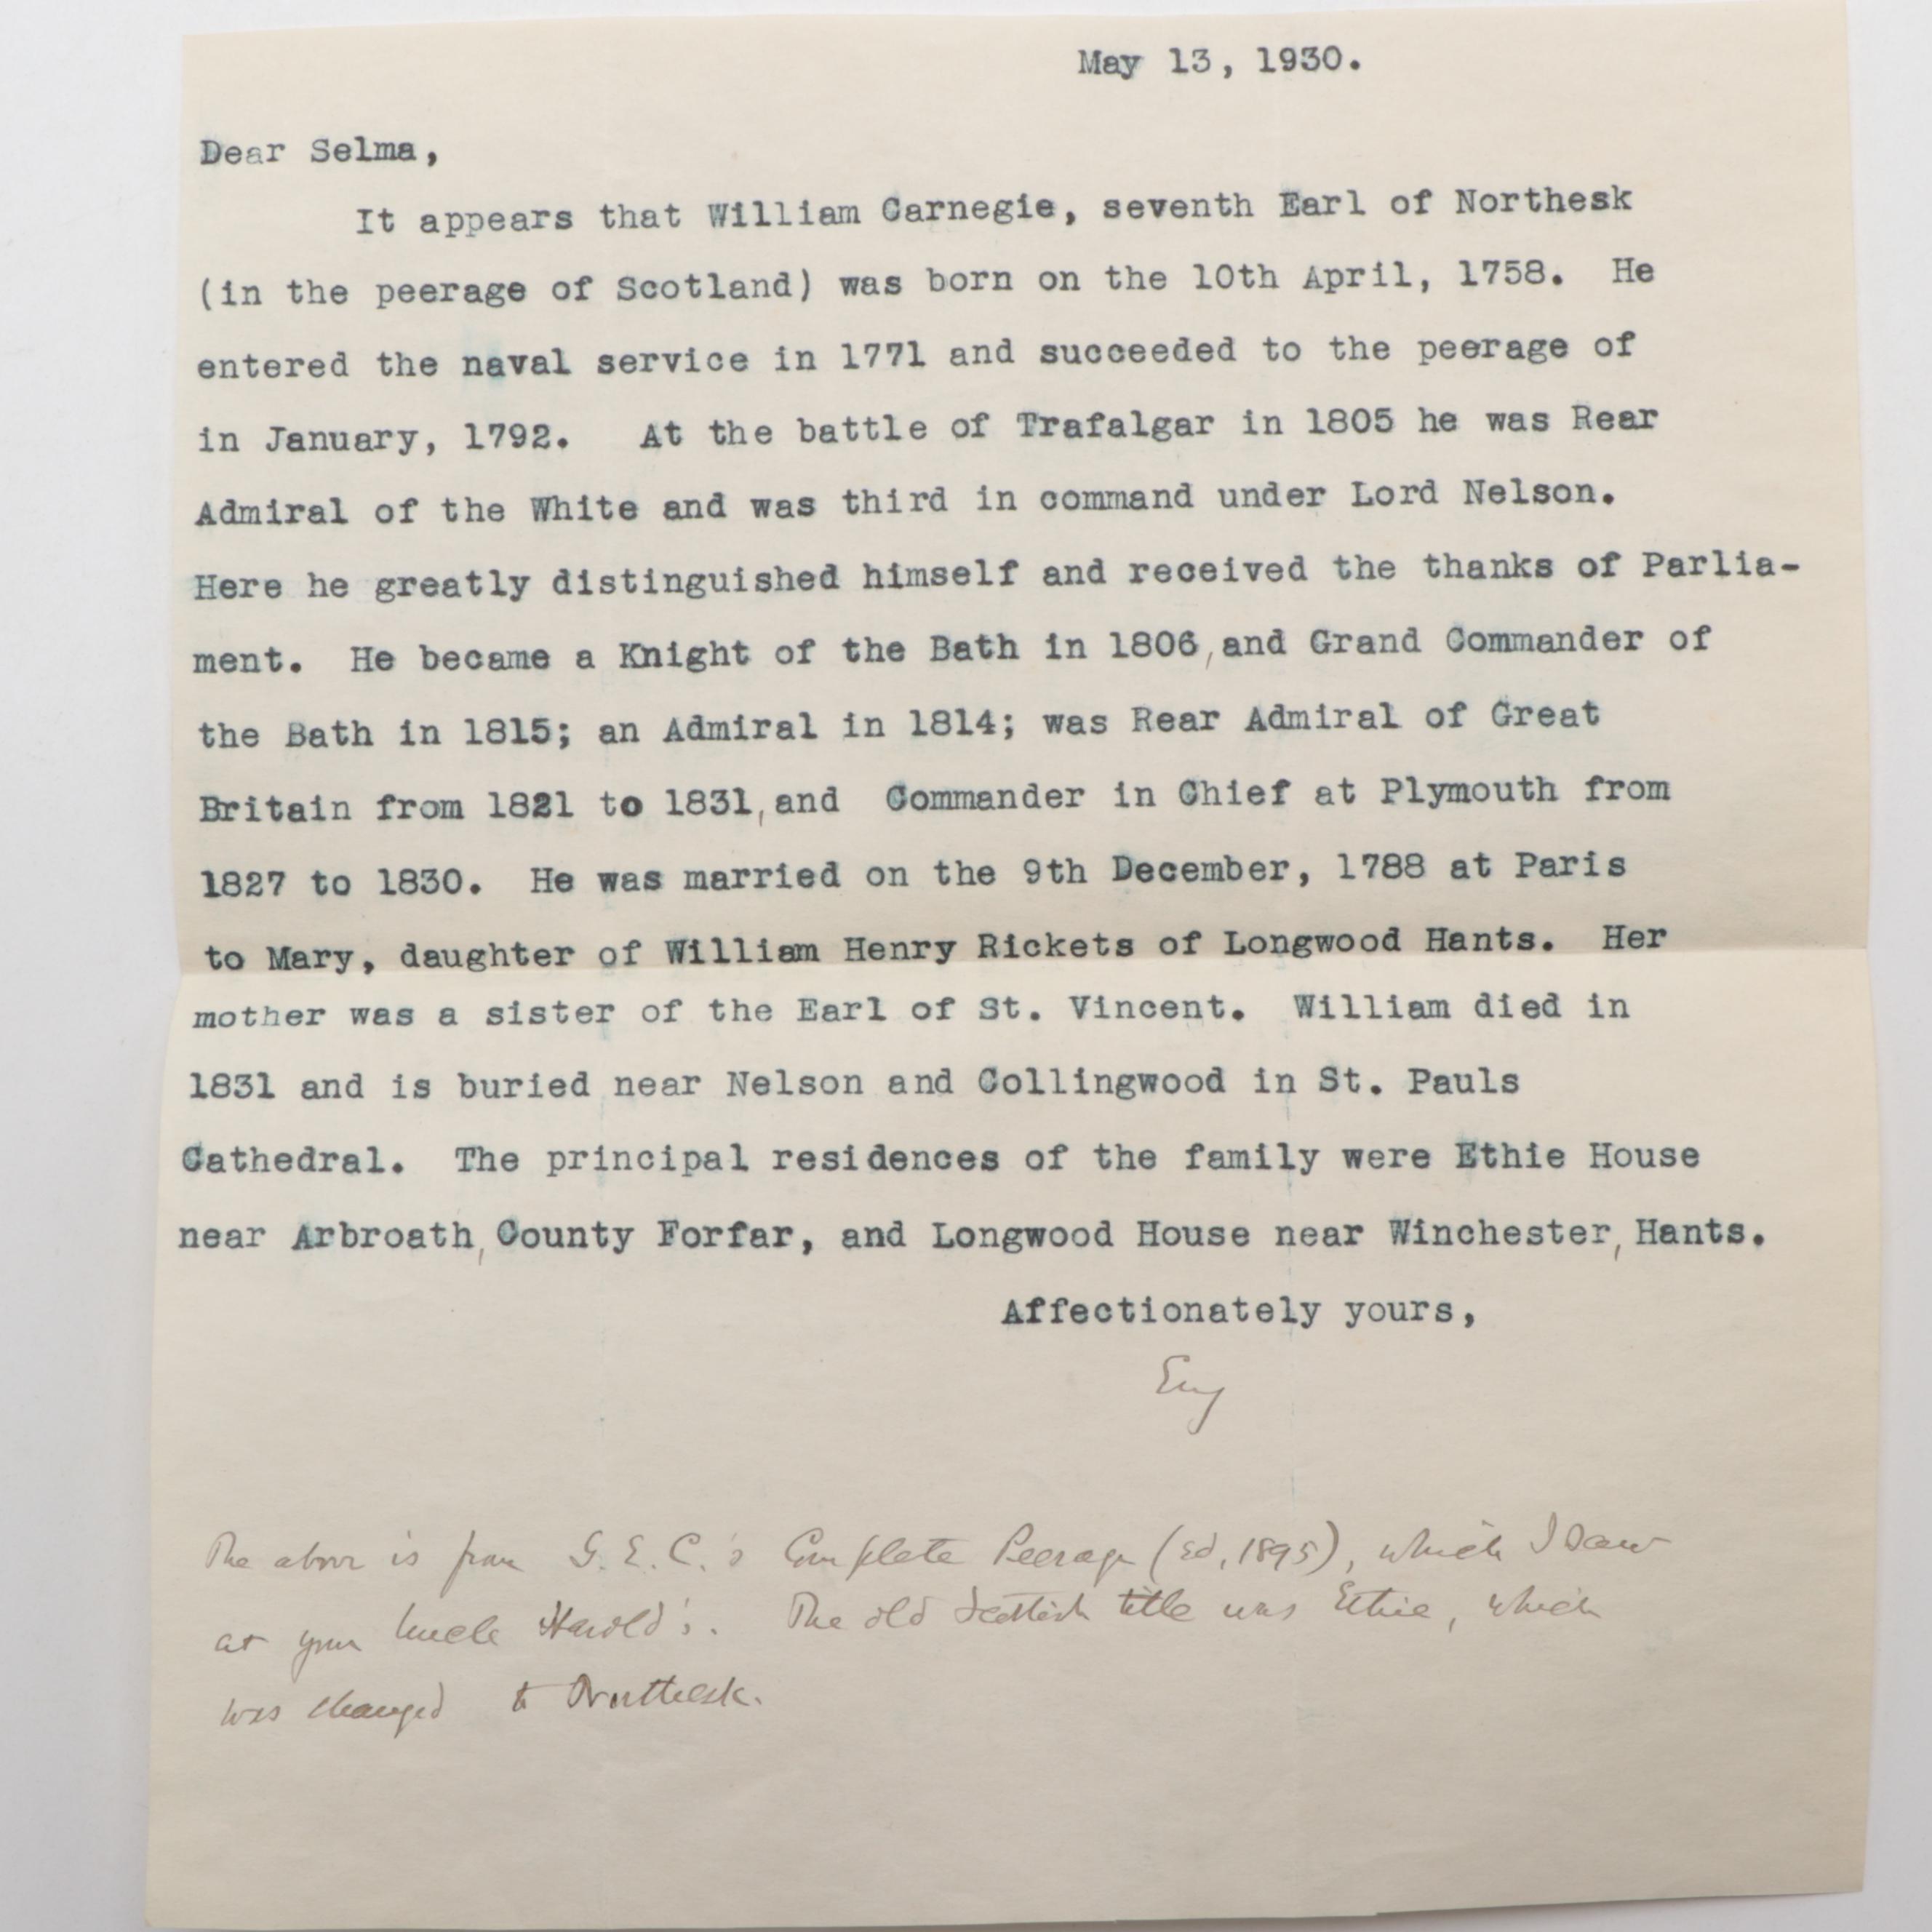 May 13, 1930.
Dear Selma,
It appears that William Carnegie, seventh Earl of Northesk
(in the peerage of Scotland) was born on the 10th April, 1758. He
entered the naval service in 1771 and succeeded to the peerage of
in January, 1792. At the battle of Trafalgar in 1805 he was Rear
Admiral of the White and was third in command under Lord Nelson.
Here he greatly distinguished himself and received the thanks of Parlia-
ment. He became a Knight of the Bath in 1806, and Grand Commander of
the Bath in 1815; an Admiral in 1814; was Rear Admiral of Great
Britain from 1821 to 1831, and Commander in Chief at Plymouth from
1827 to 1830. He was married on the 9th December, 1788 at Paris
to Mary, daughter of William Henry Rickets of Longwood Hants. Her
mother was a sister of the Earl of St. Vincent. William died in
1831 and is buried near Nelson and Collingwood in St. Pauls
Cathedral. The principal residences of the family were Ethie House
near Arbroath, County Forfar, and Longwood House near Winchester, Hants.
Affectionately yours,
The above is from G.E.C.'s Complete Peerage (Ed, 1895), which I saw
at your Uncle Harold's. The old Scottish title was Ethie, which
was changed to Northesk.